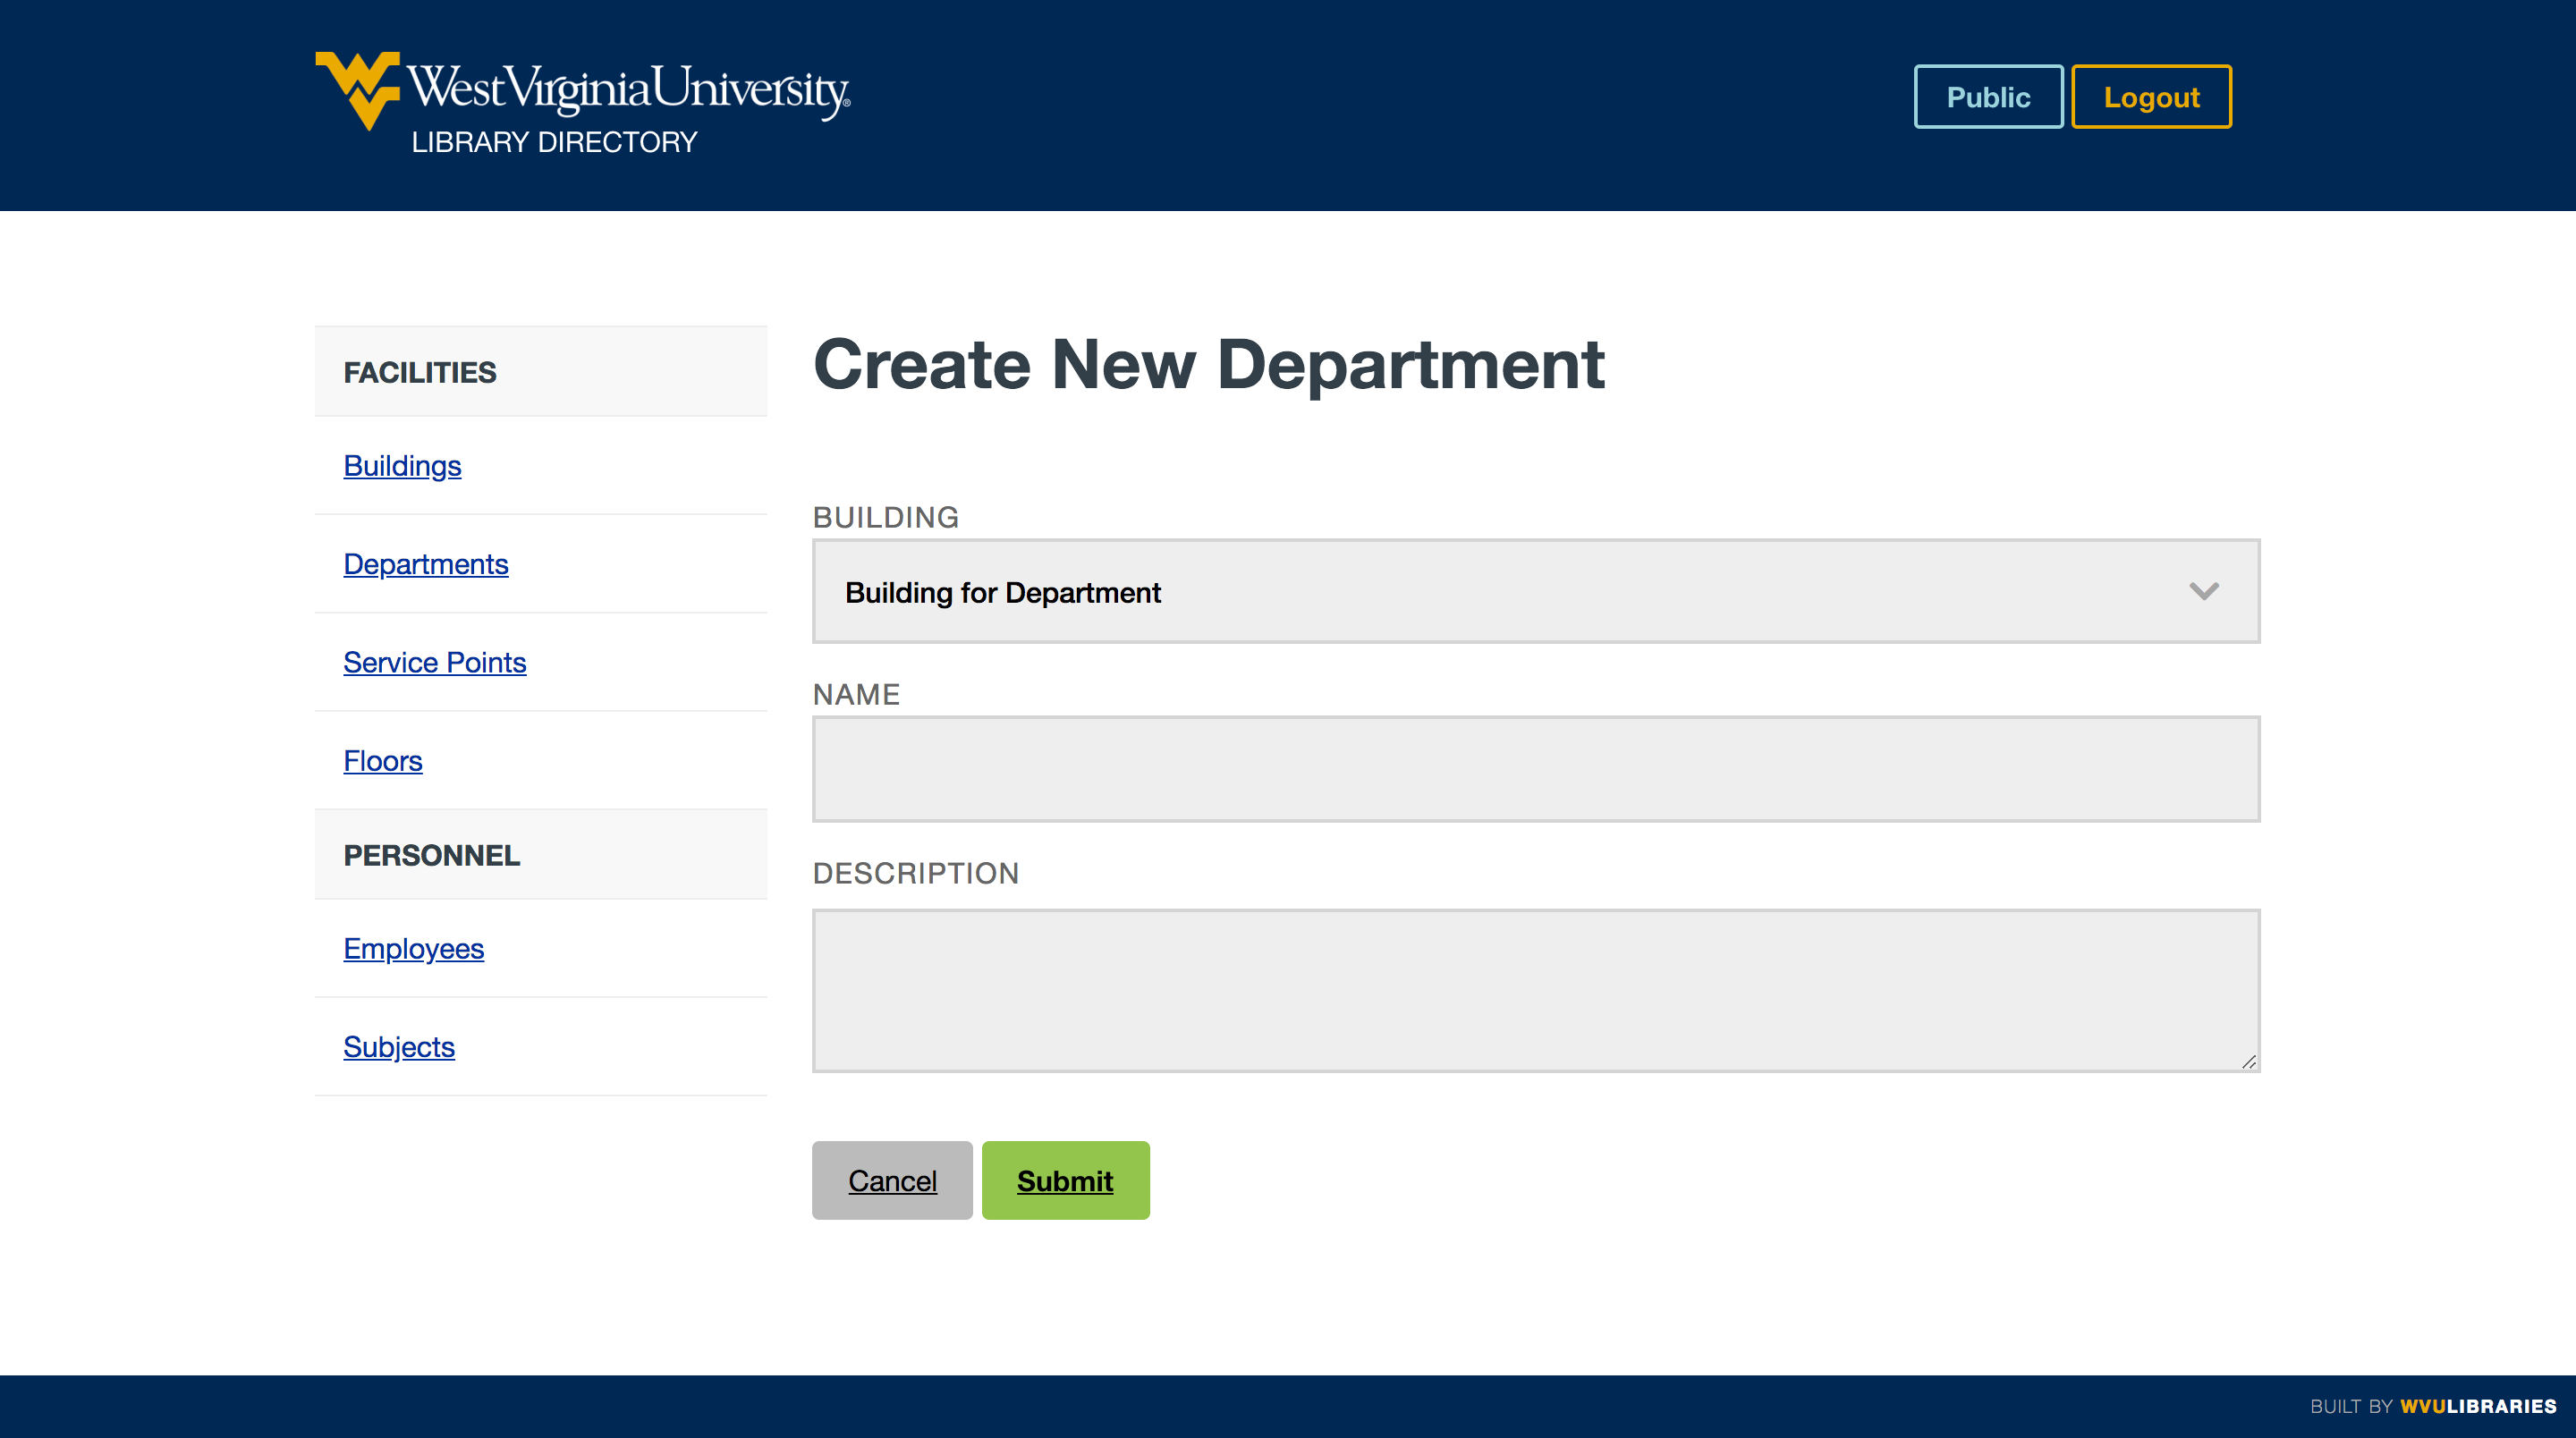 WestVirginiaUniversity®
LIBRARY DIRECTORY
Public
Logout
FACILITIES
Buildings
Departments
Service Points
Floors
PERSONNEL
Employees
Subjects
Create New Department
BUILDING
Building for Department
NAME
DESCRIPTION
Cancel
Submit
BUILT BY WVULIBRARIES